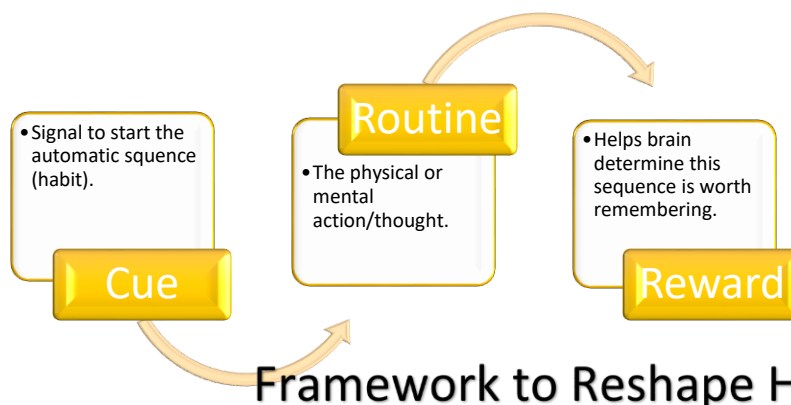 •Signal to start the
automatic squence
(habit).
Cue
Routine
•The physical or
mental
action/thought.
•Helps brain
determine this
sequence is worth
remembering.
Reward
Framework to Reshape H